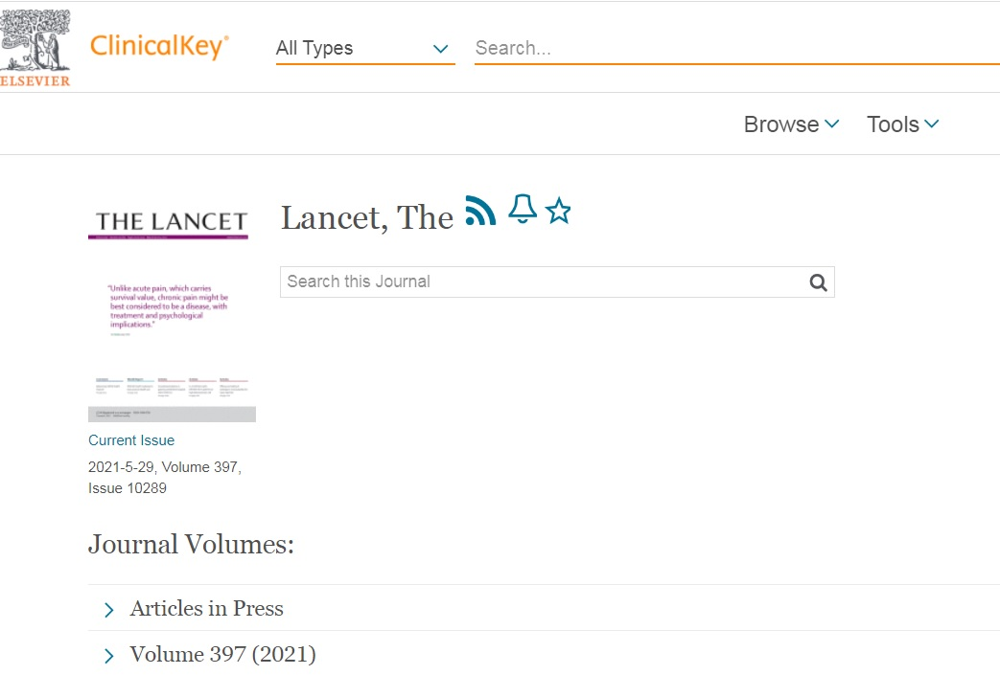 ELSEVIER
ClinicalKey®
All Types
Search...
Browse
Tools
THE LANCET
"Unlike acute pain, which carries
survival value, chronic pain might be
best considered to be a disease, with
treatment and psychological
implications."
Lancet, The
Search this Journal
Current Issue
2021-5-29, Volume 397,
Issue 10289
Journal Volumes:
Articles in Press
Volume 397 (2021)